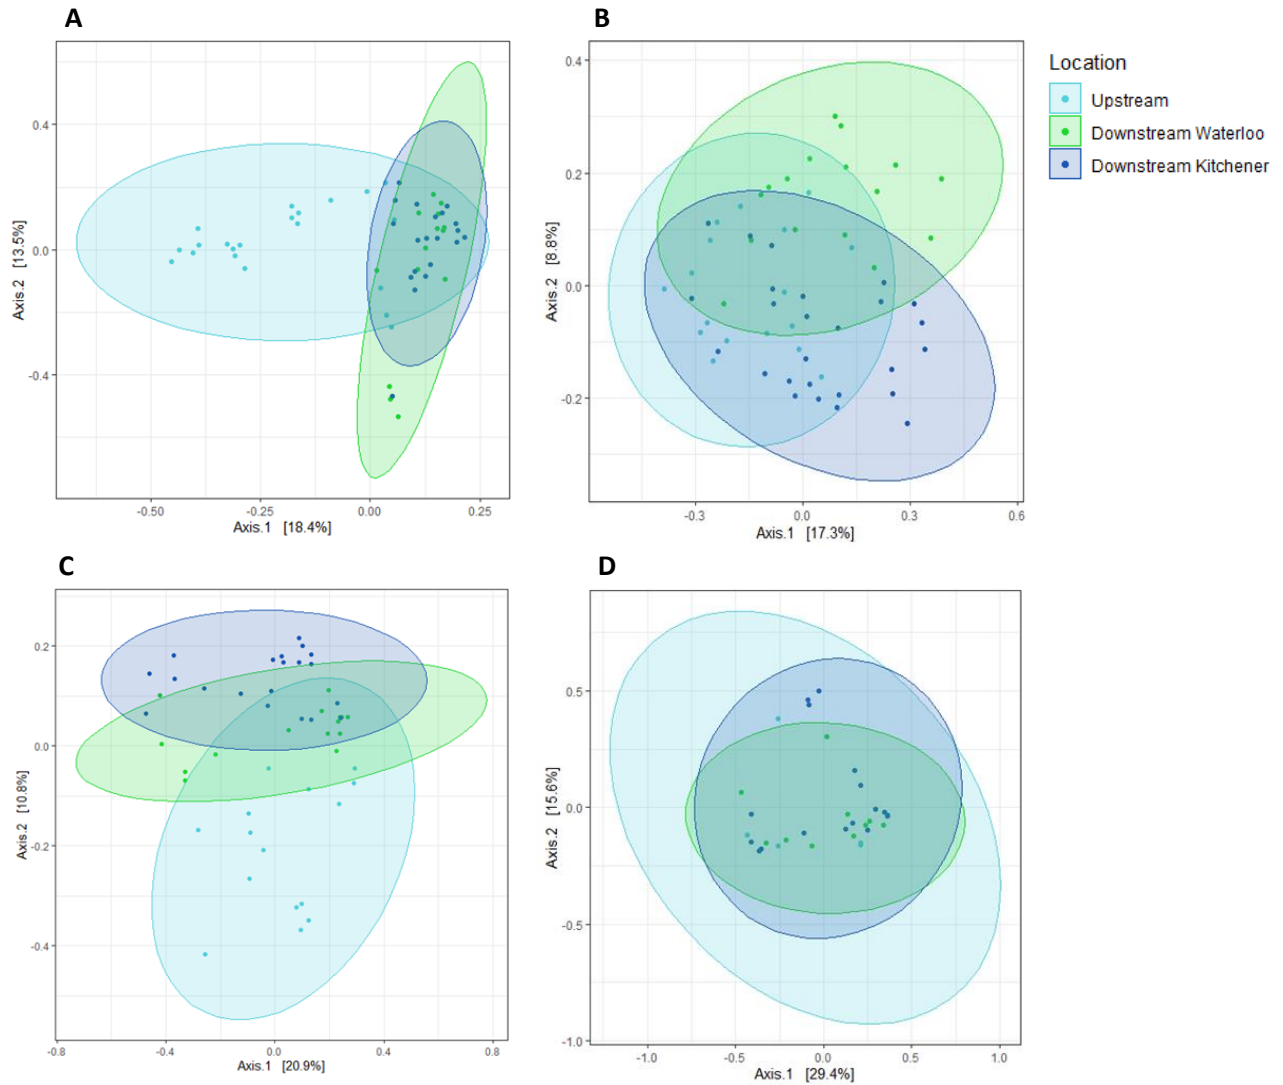 A
B
Location
Upstream
Downstream Waterloo
Downstream Kitchener
0.4
0.0
-0.4
Axis.2 [13.5%]
-0.50
-0.25
0.00
0.25
Axis.1 [18.4%]
0.4
0.2
0.0
-0.2
Axis.2 [8.8%]
-0.3
0.0
0.3
0.6
Axis.1 [17.3%]
C
D
0.2
0.0
-0.2
-0.4
Axis.2 [10.8%]
-0.8
-0.4
0.0
0.4
0.8
Axis.1 [20.9%]
0.5
0.0
-0.5
-1.0
Axis.2 [15.6%]
-1.0
-0.5
0.0
0.5
1.0
Axis.1 [29.4%]